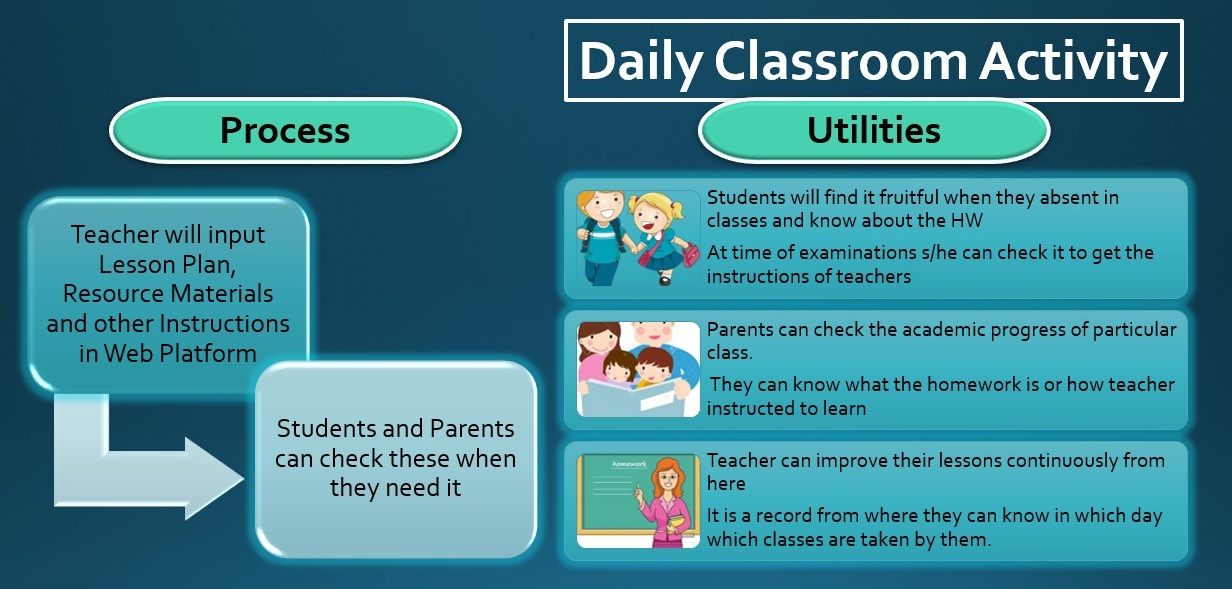 Daily Classroom Activity
Process
Teacher will input
Lesson Plan,
Resource Materials
and other Instructions
in Web Platform
Students and Parents
can check these when
they need it
Utilities
Students will find it fruitful when they absent in
classes and know about the HW
At time of examinations s/he can check it to get the
instructions of teachers
Parents can check the academic progress of particular
class.
They can know what the homework is or how teacher
instructed to learn
homework
Teacher can improve their lessons continuously from
here
It is a record from where they can know in which day
which classes are taken by them.